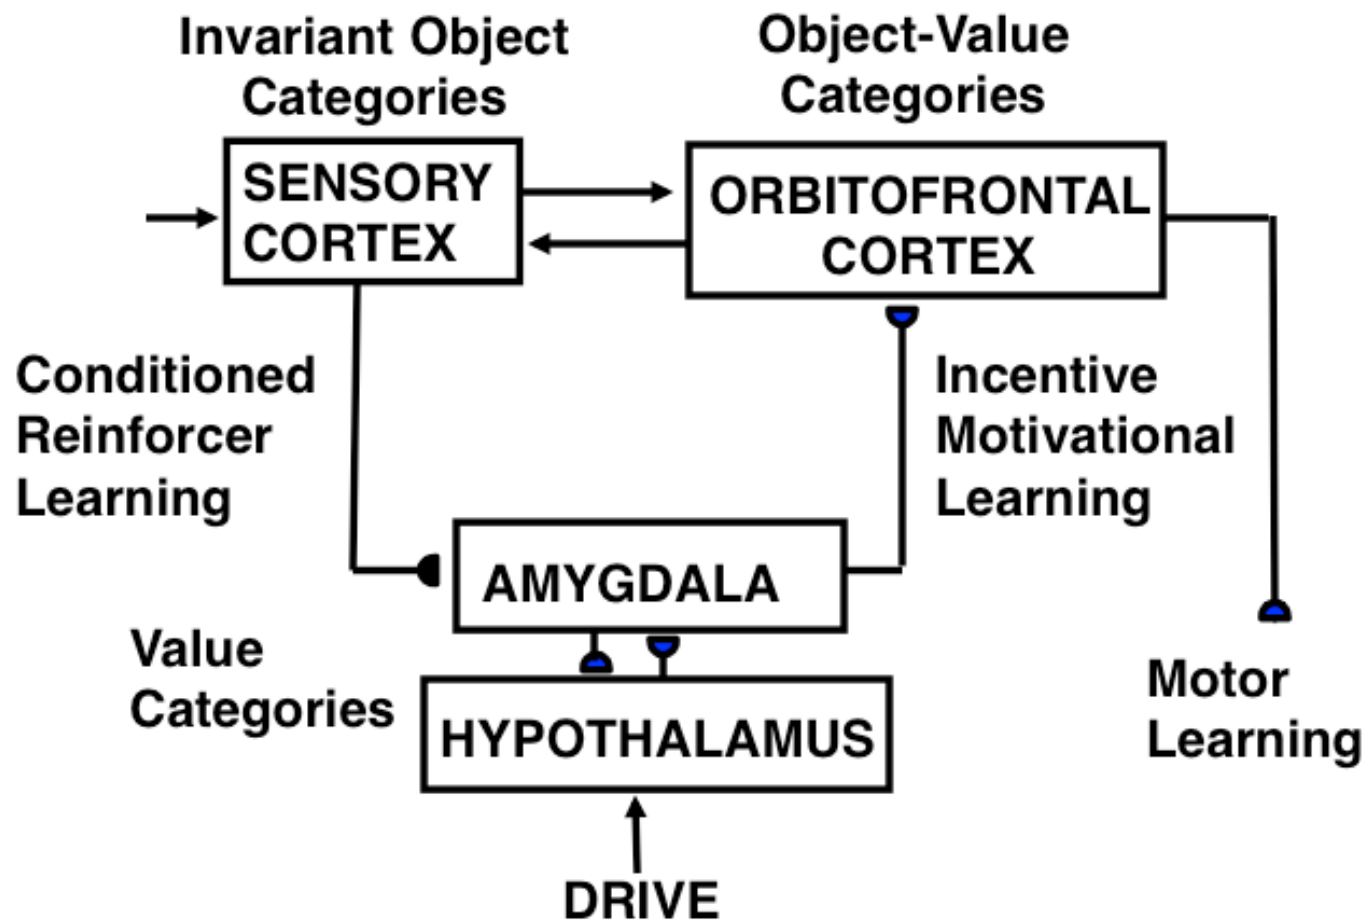 Invariant Object
Categories
Object-Value
Categories
SENSORY
CORTEX
ORBITOFRONTAL
CORTEX
Conditioned
Reinforcer
Learning
Incentive
Motivational
Learning
AMYGDALA
Value
Categories
HYPOTHALAMUS
Motor
Learning
DRIVE